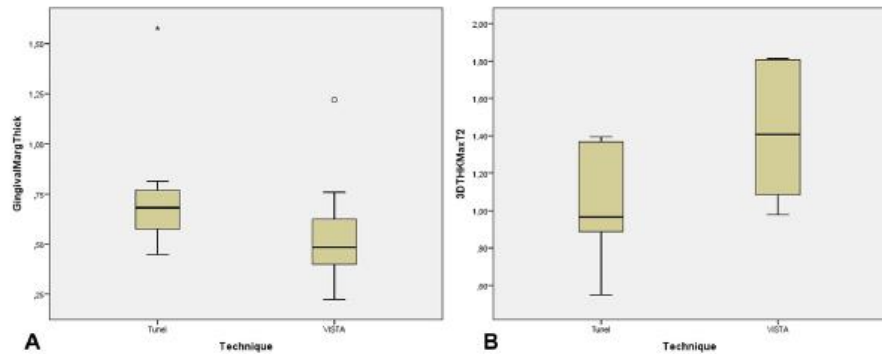 1,50
1,25
1,00
,75
,50
,25
GingivalMargThick
Tunel
VISTA
Technique
A
2,00
1,80
1,60
1,40
1,20
1,00
,80
,60
3DTHKMaxT2
Tunel
VISTA
Technique
B